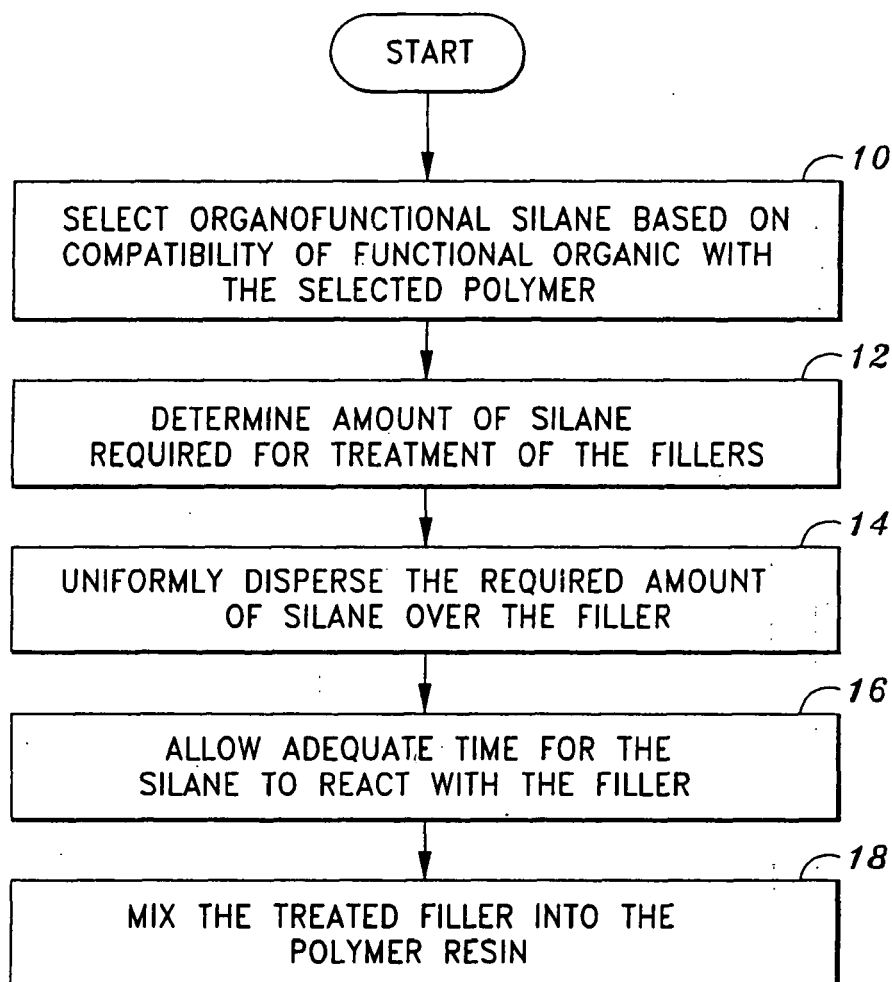 START
10
SELECT ORGANOFUNCTIONAL SILANE BASED ON
COMPATIBILITY OF FUNCTIONAL ORGANIC WITH
THE SELECTED POLYMER
12
DETERMINE AMOUNT OF SILANE
REQUIRED FOR TREATMENT OF THE FILLERS
14
UNIFORMLY DISPERSE THE REQUIRED AMOUNT
OF SILANE OVER THE FILLER
16
ALLOW ADEQUATE TIME FOR THE
SILANE TO REACT WITH THE FILLER
18
MIX THE TREATED FILLER INTO THE
POLYMER RESIN